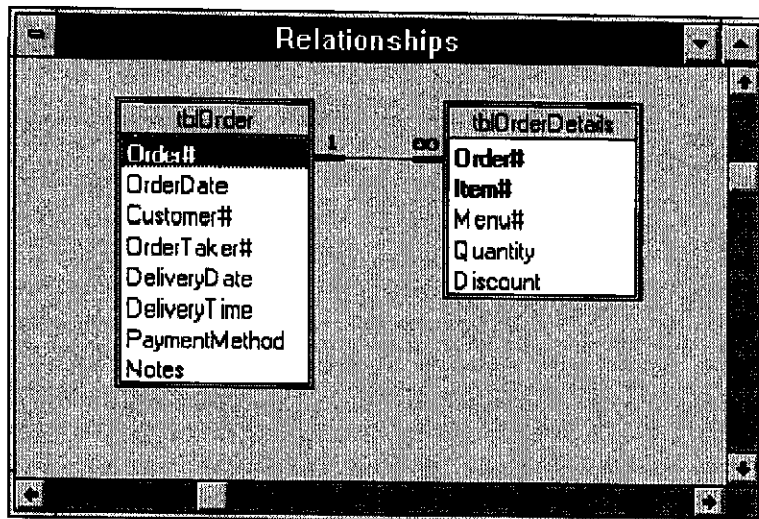 Relationships
tblOrder
Order#
OrderDate
Customer#
OrderTaker#
DeliveryDate
DeliveryTime
PaymentMethod
Notes
1 ∞
tblOrderDetails
Order#
Item#
Menu#
Quantity
Discount